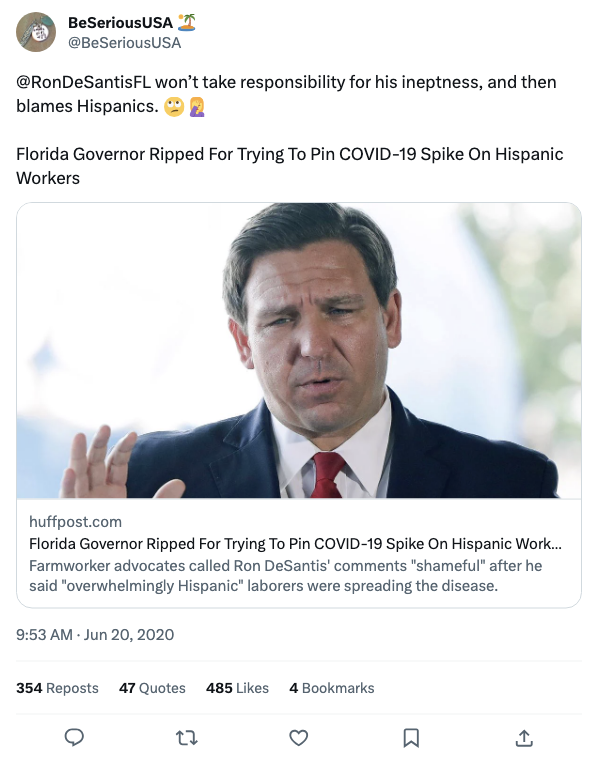 BeSeriousUSA 🏝️
@BeSeriousUSA
@RonDeSantisFL won’t take responsibility for his ineptness, and then
blames Hispanics. 🙄🤦‍♀️
Florida Governor Ripped For Trying To Pin COVID-19 Spike On Hispanic
Workers
huffpost.com
Florida Governor Ripped For Trying To Pin COVID-19 Spike On Hispanic Work...
Farmworker advocates called Ron DeSantis' comments "shameful" after he
said "overwhelmingly Hispanic" laborers were spreading the disease.
9:53 AM · Jun 20, 2020
354 Reposts 47 Quotes 485 Likes 4 Bookmarks